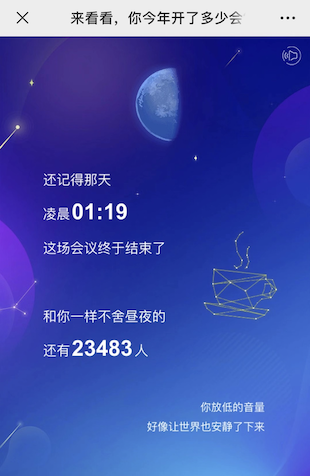 来看看，你今年开了多少会
还记得那天
凌晨01:19
这场会议终于结束了
和你一样不舍昼夜的
还有23483人
你放低的音量
好像让世界也安静了下来